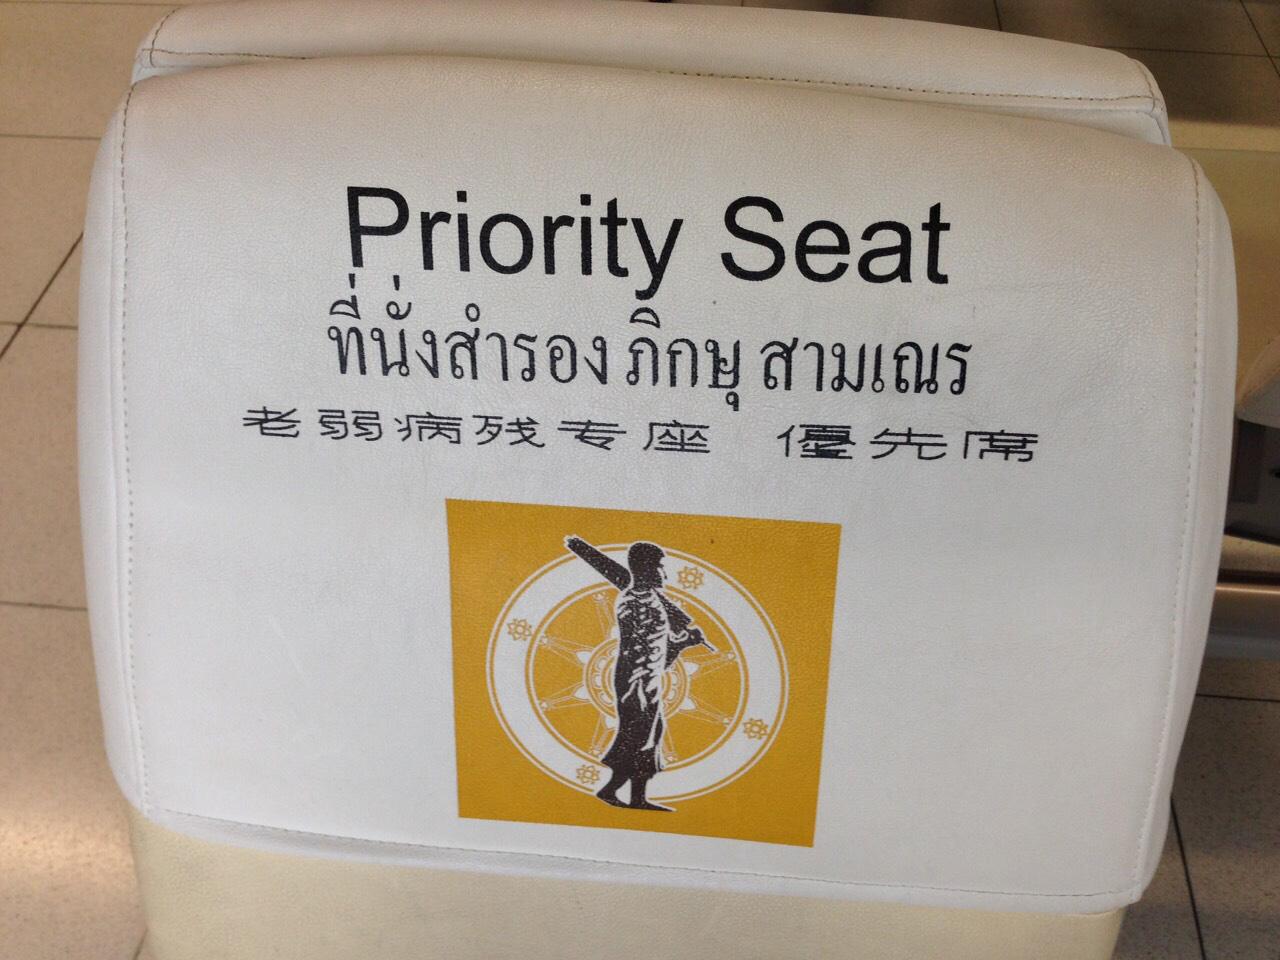 Priority Seat
ที่นั่งสำรอง ภิกษุ สามเณร
老弱病残专座 優先席